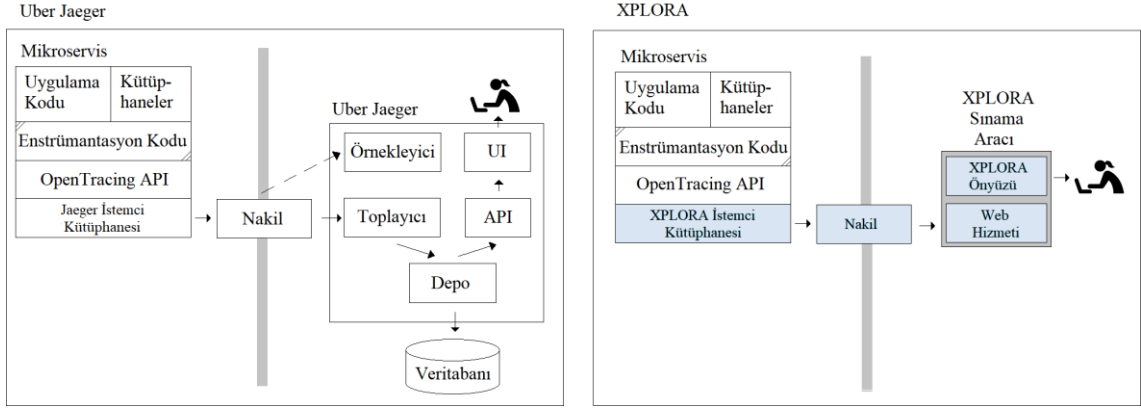 Uber Jaeger
Mikroservis
Uygulama
Kodu
Kütüp-
haneler
Enstrümantasyon Kodu
OpenTracing API
Jaeger İstemci
Kütüphanesi
Nakil
Uber Jaeger
Örnekleyici
UI
Toplayıcı
API
Depo
Veritabanı
XPLORA
Mikroservis
Uygulama
Kodu
Kütüp-
haneler
Enstrümantasyon Kodu
OpenTracing API
XPLORA İstemci
Kütüphanesi
Nakil
XPLORA
Sınama
Aracı
XPLORA
Önyüzü
Web
Hizmeti